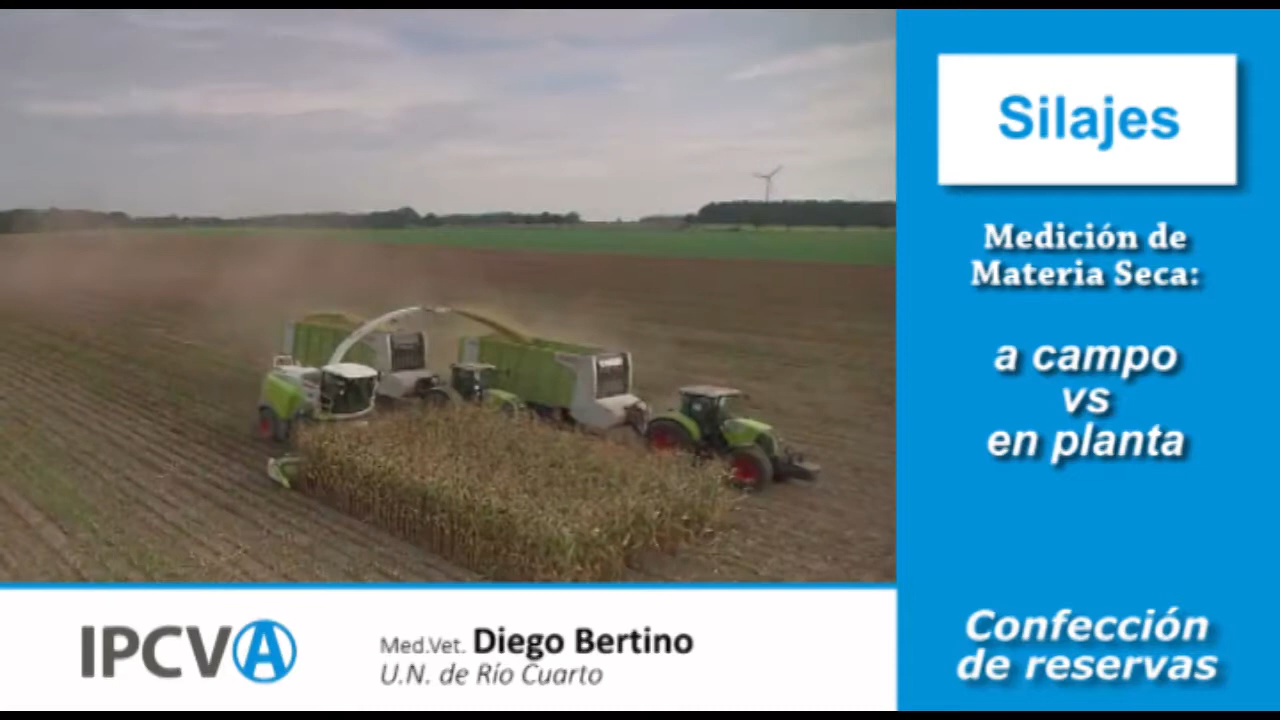 Silajes
Medición de
Materia Seca:
a campo
vs
en planta
IPCVA
Med.Vet. Diego Bertino
U.N. de Río Cuarto
Confección
de reservas